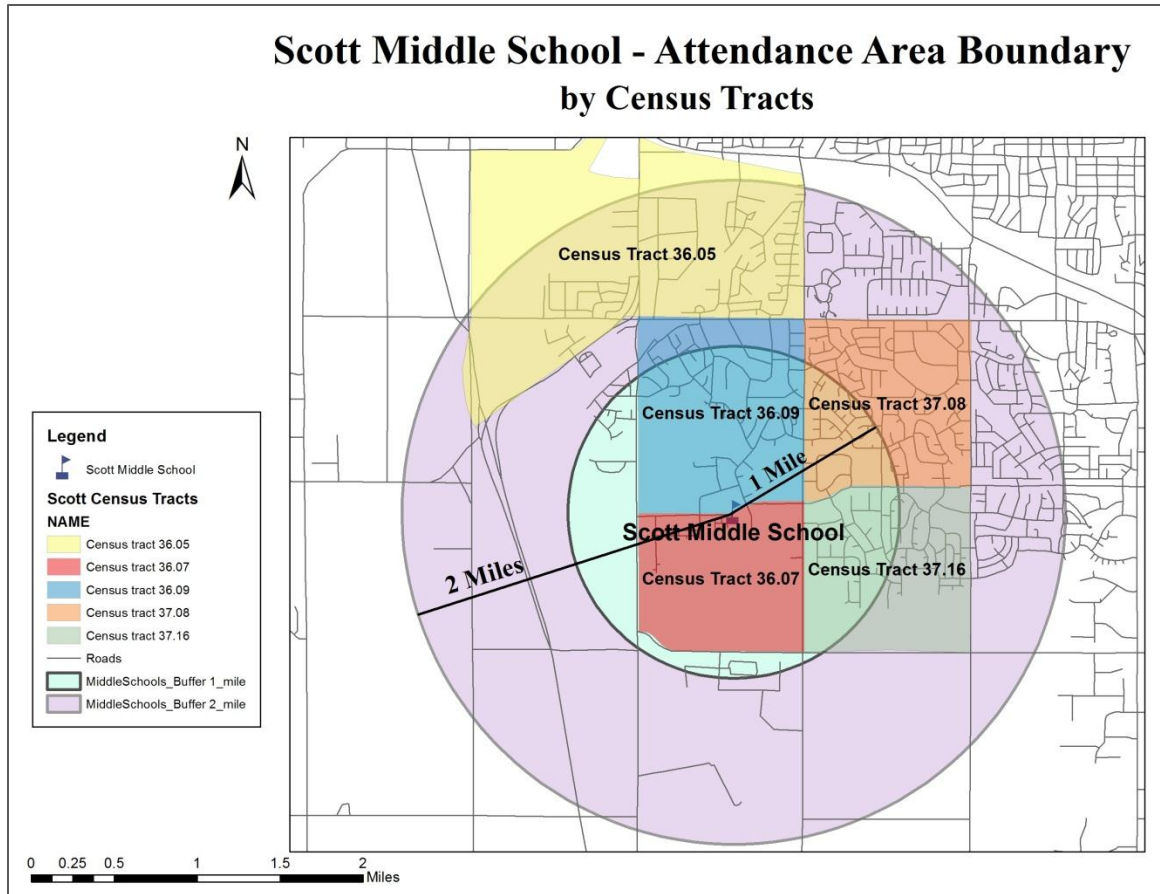 Scott Middle School - Attendance Area Boundary
by Census Tracts
N
Census Tract 36.05
Census Tract 36.09
Census Tract 37.08
1 Mile
Scott Middle School
2 Miles
Census Tract 36.07
Census Tract 37.16
Legend
Scott Middle School
Scott Census Tracts
NAME
Census tract 36.05
Census tract 36.07
Census tract 36.09
Census tract 37.08
Census tract 37.16
Roads
MiddleSchools_Buffer 1_mile
MiddleSchools_Buffer 2_mile
0 0.25 0.5 1 1.5 2
Miles